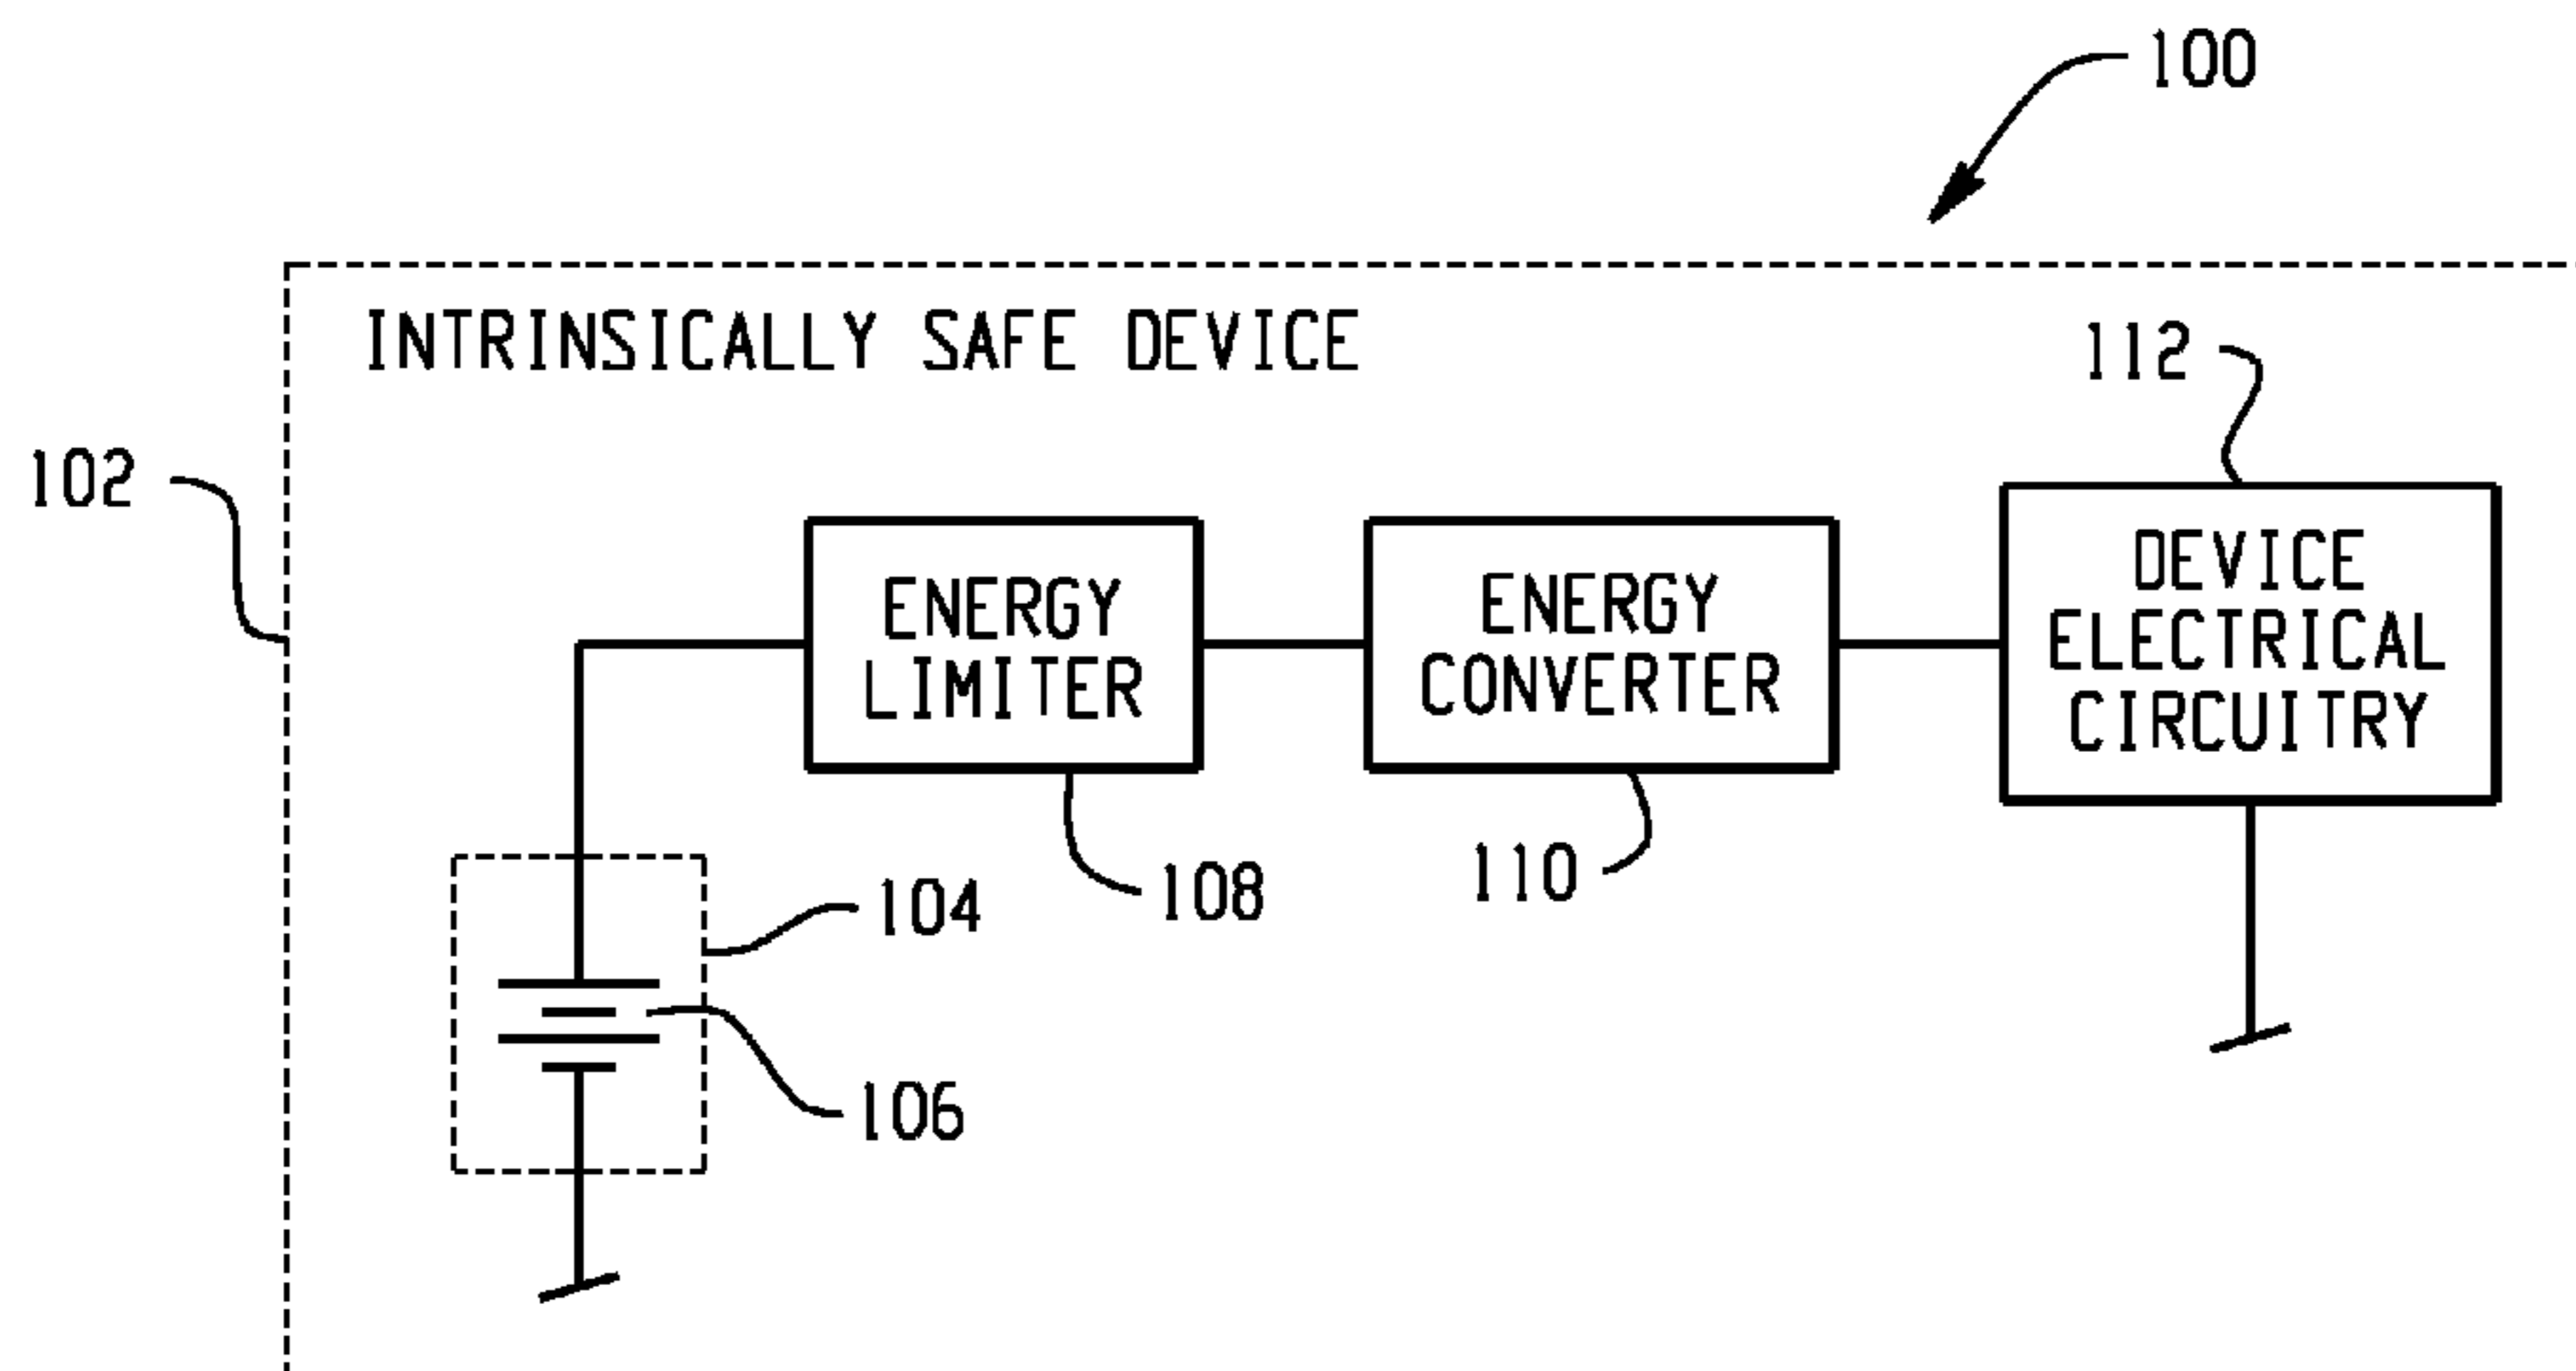 100
INTRINSICALLY SAFE DEVICE
112
102
ENERGY
LIMITER
ENERGY
CONVERTER
DEVICE
ELECTRICAL
CIRCUITRY
104
108
110
106